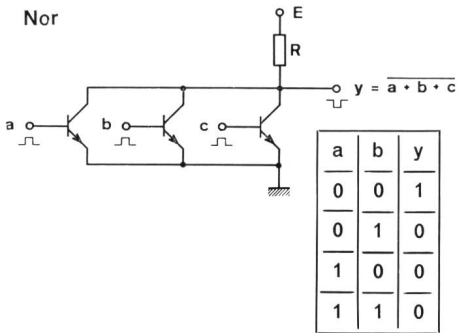 Nor
E
R
y = a + b + c
a
b
c
a b y
0 0 1
0 1 0
1 0 0
1 1 0